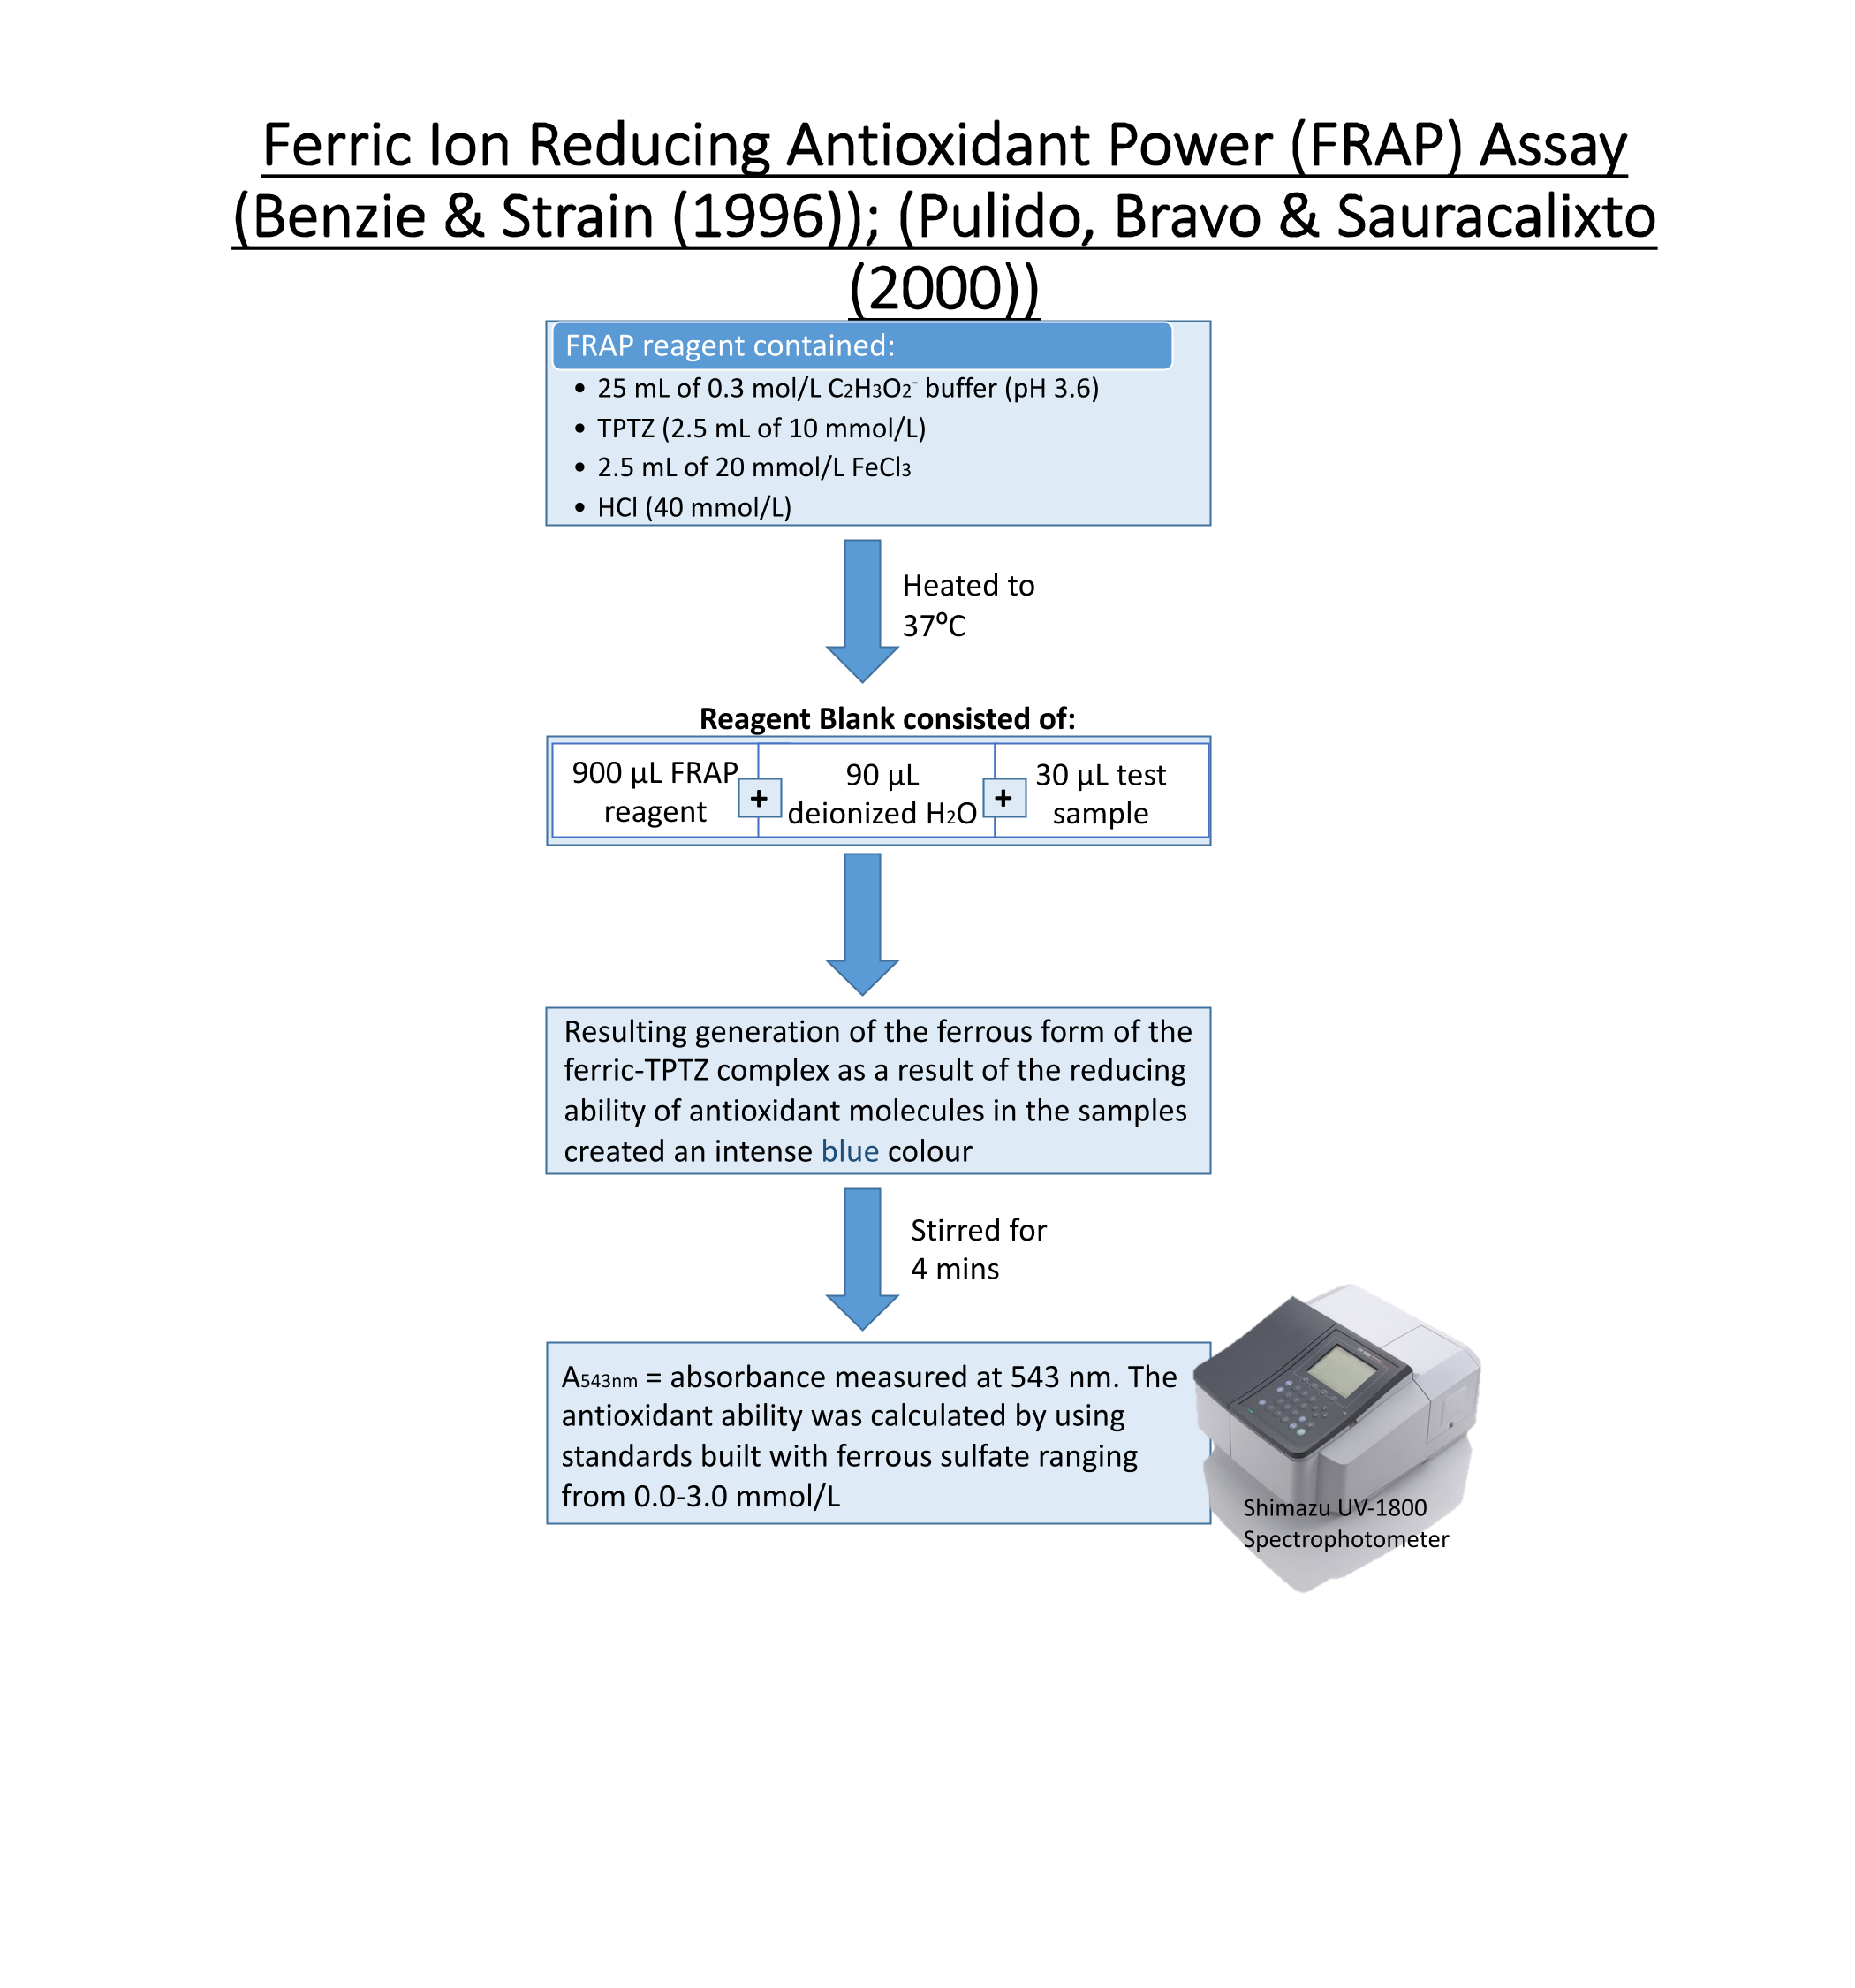 Ferric Ion Reducing Antioxidant Power (FRAP) Assay
(Benzie & Strain (1996)); (Pulido, Bravo & Sauracalixto
(2000))
FRAP reagent contained:
• 25 mL of 0.3 mol/L C₂H₃O₂⁻ buffer (pH 3.6)
• TPTZ (2.5 mL of 10 mmol/L)
• 2.5 mL of 20 mmol/L FeCl₃
• HCl (40 mmol/L)
Heated to
37⁰C
Reagent Blank consisted of:
900 µL FRAP
reagent
+
90 µL
deionized H₂O
+
30 µL test
sample
Resulting generation of the ferrous form of the
ferric-TPTZ complex as a result of the reducing
ability of antioxidant molecules in the samples
created an intense blue colour
Stirred for
4 mins
A543nm = absorbance measured at 543 nm. The
antioxidant ability was calculated by using
standards built with ferrous sulfate ranging
from 0.0-3.0 mmol/L
Shimazu UV-1800
Spectrophotometer